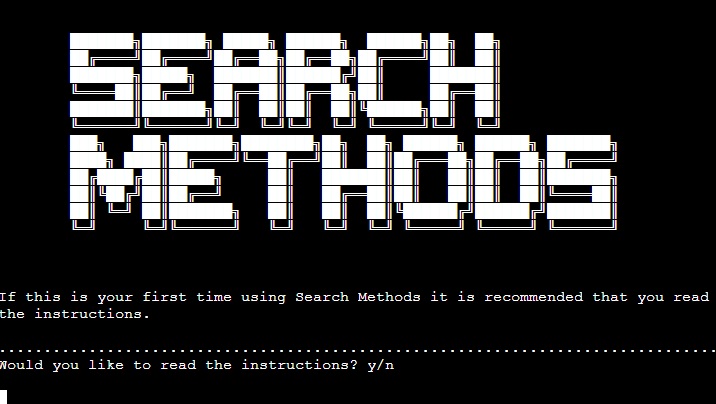 SEARCH
METHODS
If this is your first time using Search Methods it is recommended that you read
the instructions.
................................................................................
Would you like to read the instructions? y/n